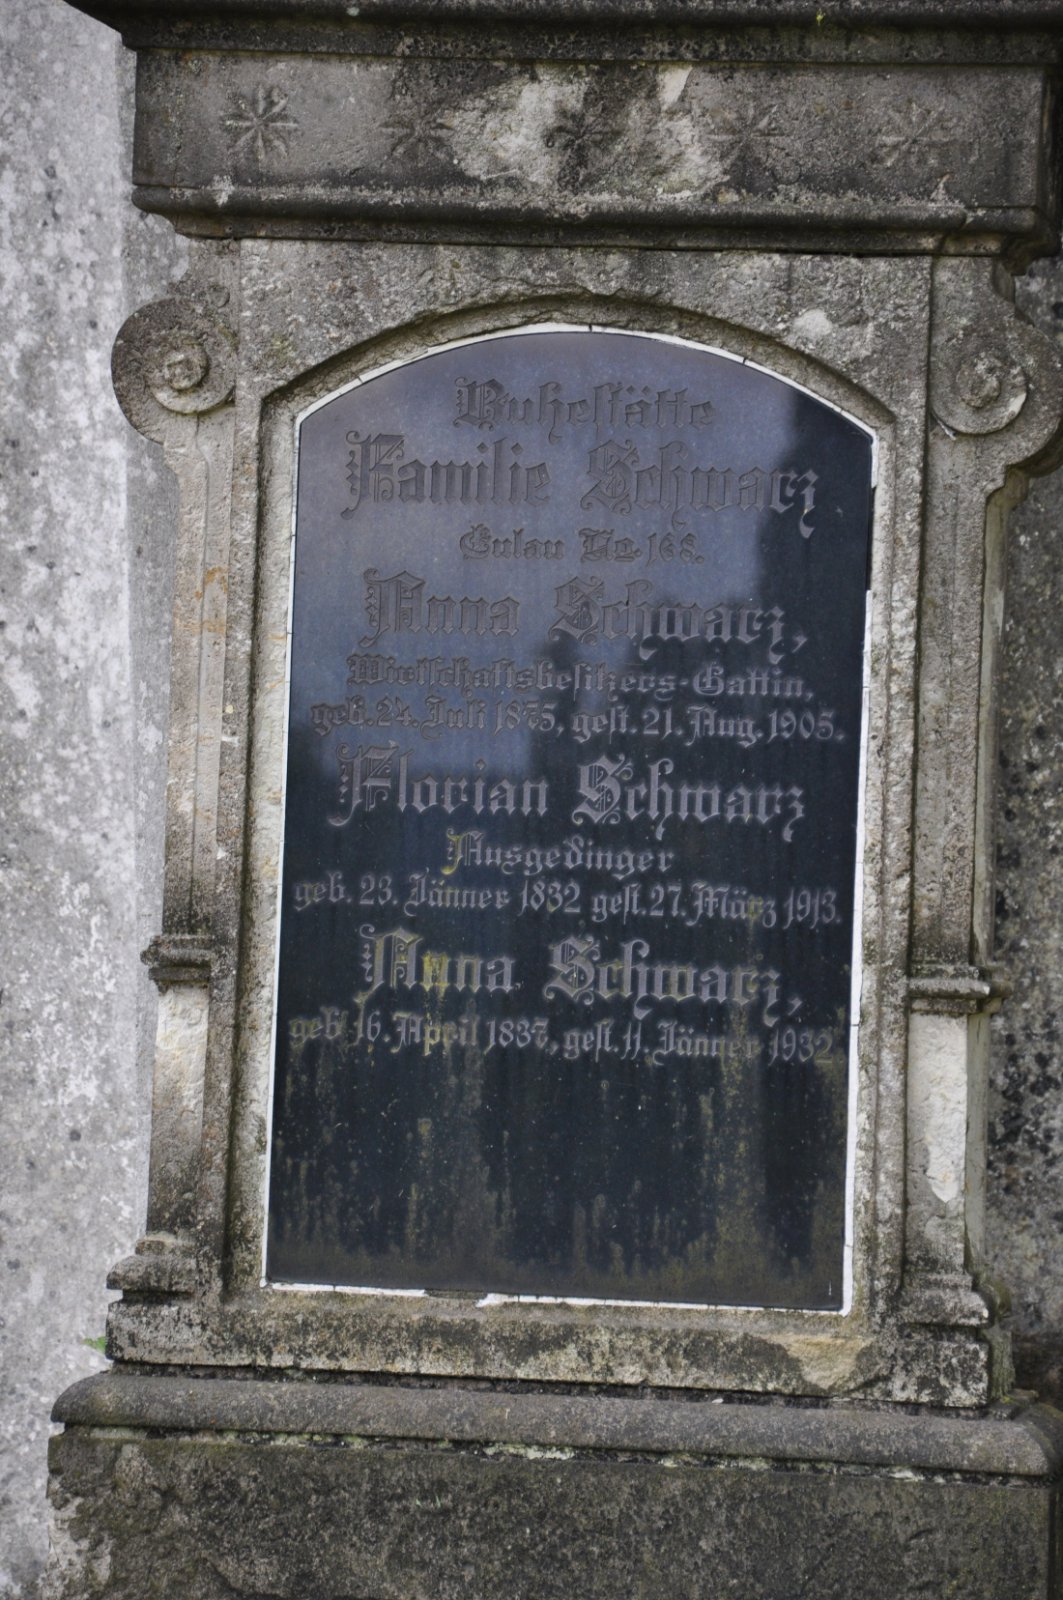 Ruhestätte
Familie Schwarz
Eulau No 168.
Anna Schwarz,
Wirtschaftsbesitzers-Gattin,
geb. 24. Juli 1875, gest. 21. Aug. 1905.
Florian Schwarz
Ausgedinger
geb. 23. Jänner 1832 gest. 27. März 1913.
Anna Schwarz,
geb. 16. April 1837, gest. 11. Jänner 1932.